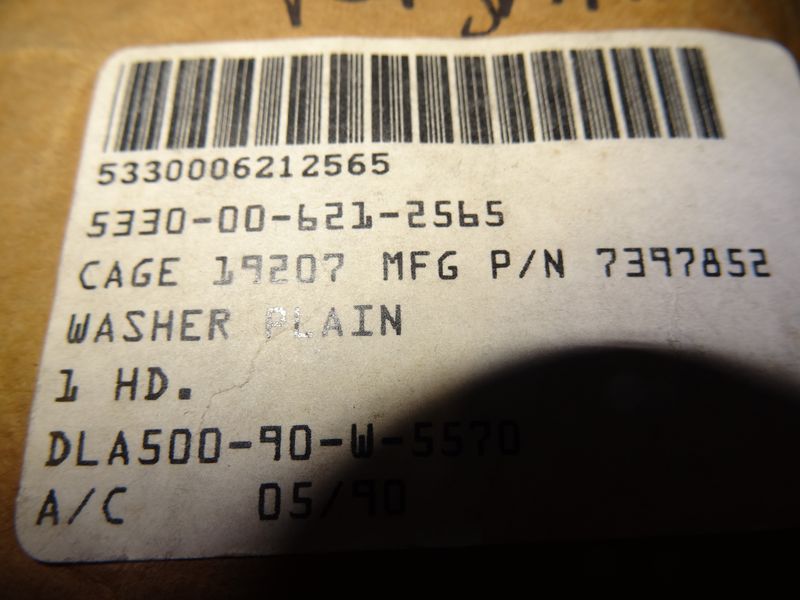 5330006212565
5330-00-621-2565
CAGE 19207 MFG P/N 7397852
WASHER PLAIN
1 HD.
DLA500-90-W-5570
A/C 05/90